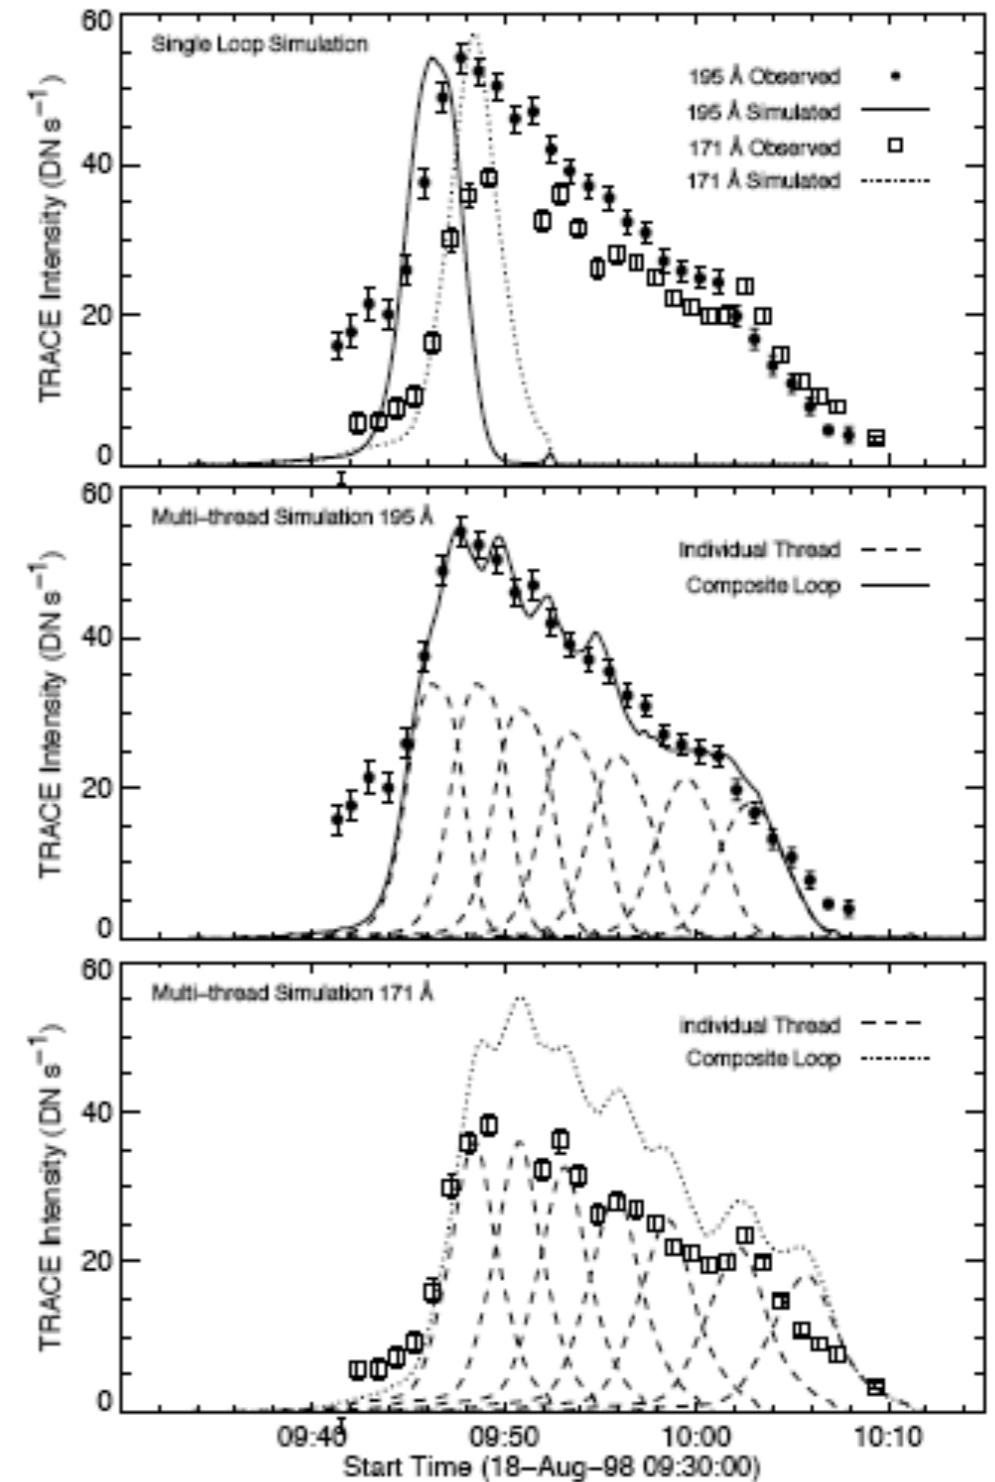 60
Single Loop Simulation
195 Å Observed
195 Å Simulated
171 Å Observed
171 Å Simulated
40
20
0
TRACE Intensity (DN s⁻¹)
60
Multi–thread Simulation 195 Å
Individual Thread
Composite Loop
40
20
0
TRACE Intensity (DN s⁻¹)
60
Multi–thread Simulation 171 Å
Individual Thread
Composite Loop
40
20
0
TRACE Intensity (DN s⁻¹)
09:40 09:50 10:00 10:10
Start Time (18–Aug–98 09:30:00)